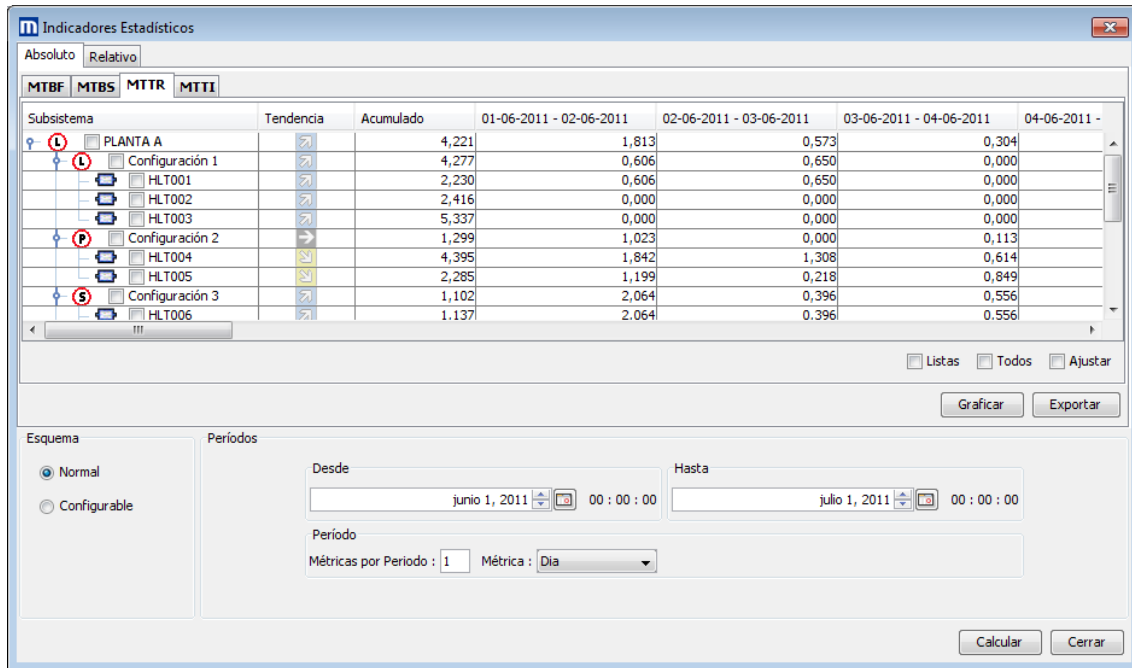 m Indicadores Estadísticos
Absoluto Relativo
MTBF MTBS MTTR MTTI
Subsistema Tendencia Acumulado 01-06-2011 - 02-06-2011 02-06-2011 - 03-06-2011 03-06-2011 - 04-06-2011 04-06-2011 -
L PLANTA A 4,221 1,813 0,573 0,304
L Configuración 1 4,277 0,606 0,650 0,000
HLT001 2,230 0,606 0,650 0,000
HLT002 2,416 0,000 0,000 0,000
HLT003 5,337 0,000 0,000 0,000
P Configuración 2 1,299 1,023 0,000 0,113
HLT004 4,395 1,842 1,308 0,614
HLT005 2,285 1,199 0,218 0,849
S Configuración 3 1,102 2,064 0,396 0,556
HLT006 1,137 2,064 0,396 0,556
Listas Todos Ajustar
Graficar Exportar
Esquema Períodos
Normal
Configurable
Desde Hasta
junio 1, 2011 00 : 00 : 00 julio 1, 2011 00 : 00 : 00
Período
Métricas por Periodo : 1 Métrica : Dia
Calcular Cerrar